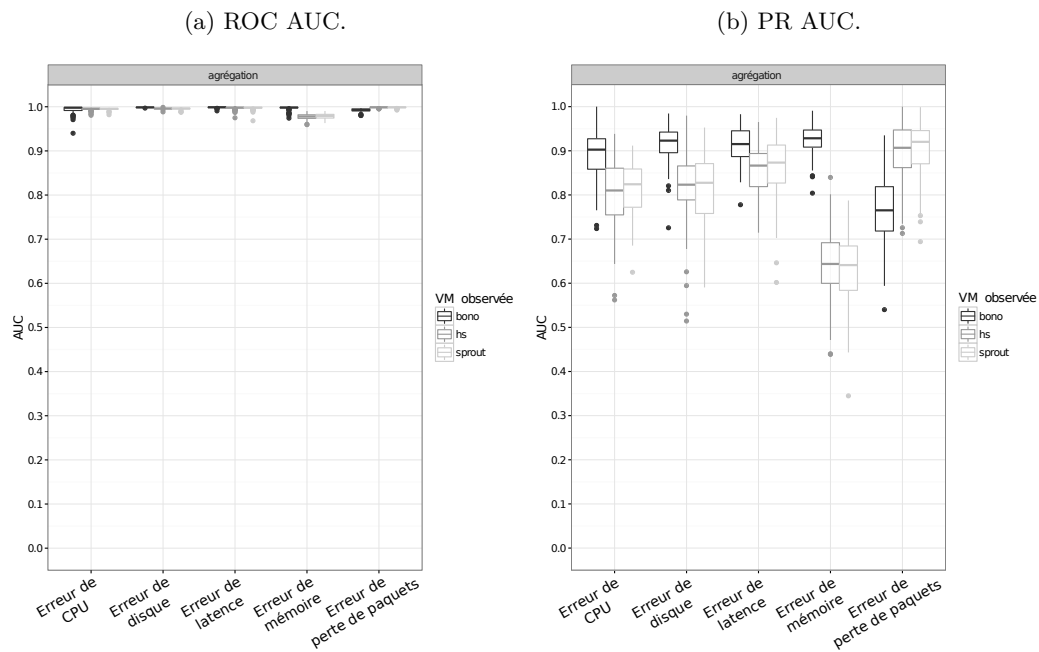 (a) ROC AUC.
agrégation
1.0
0.9
0.8
0.7
0.6
0.5
0.4
0.3
0.2
0.1
0.0
AUC
Erreur de
CPU
Erreur de
disque
Erreur de
latence
Erreur de
mémoire
Erreur de
perte de paquets
VM observée
bono
hs
sprout
(b) PR AUC.
agrégation
1.0
0.9
0.8
0.7
0.6
0.5
0.4
0.3
0.2
0.1
0.0
AUC
Erreur de
CPU
Erreur de
disque
Erreur de
latence
Erreur de
mémoire
Erreur de
perte de paquets
VM observée
bono
hs
sprout